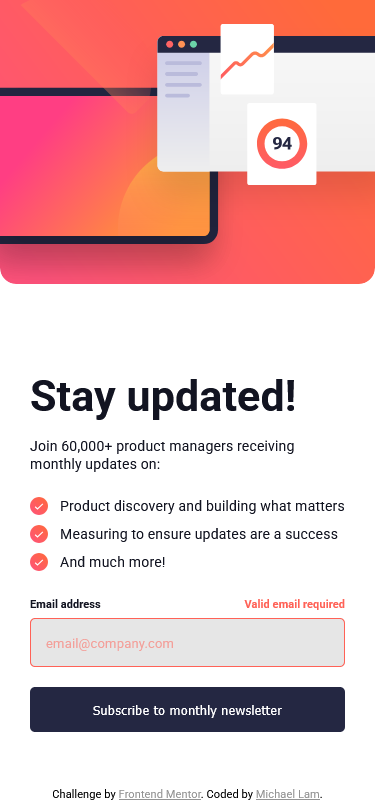 94
Stay updated!
Join 60,000+ product managers receiving
monthly updates on:
Product discovery and building what matters
Measuring to ensure updates are a success
And much more!
Email address Valid email required
email@company.com
Subscribe to monthly newsletter
Challenge by Frontend Mentor. Coded by Michael Lam.